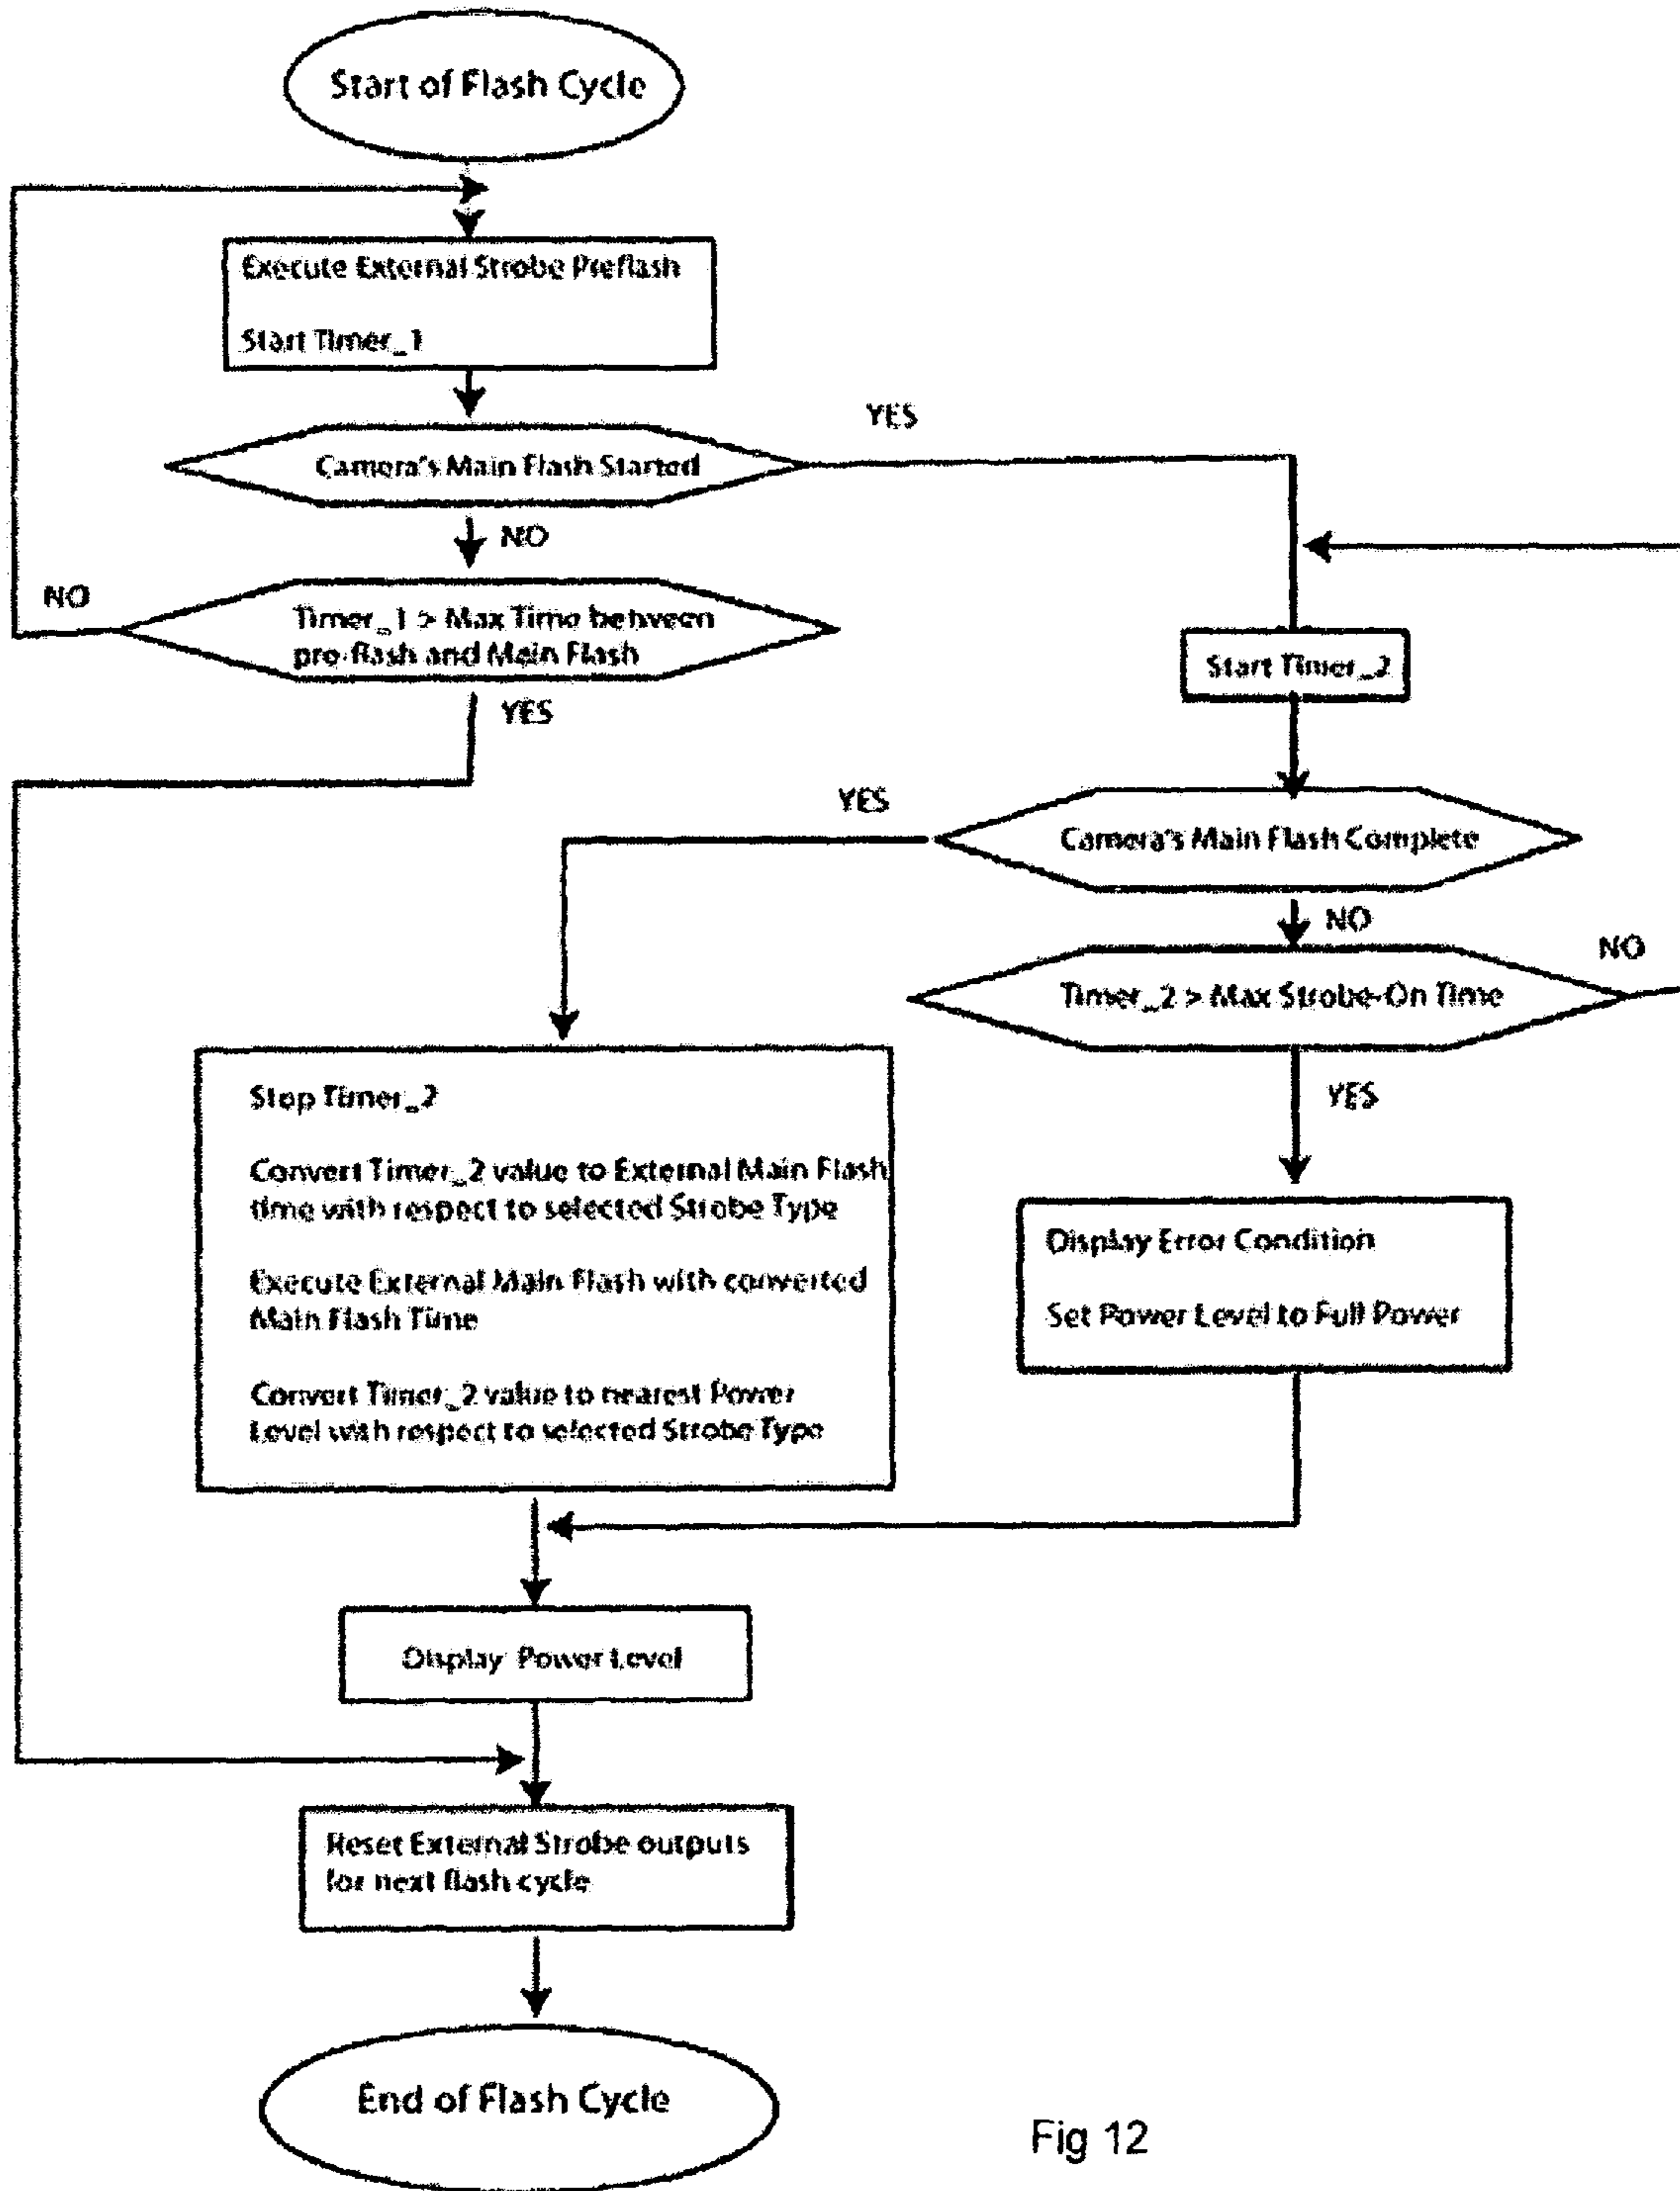 Start of Flash Cycle
Execute External Strobe Preflash
Start Timer_1
YES
Camera's Main Flash Started
NO
NO
Timer_1 > Max Time between
pre-flash and Main Flash
Start Timer_2
YES
YES
Camera's Main Flash Complete
NO
NO
Timer_2 > Max Strobe-On Time
YES
Stop Timer_2
Convert Timer_2 value to External Main Flash
time with respect to selected Strobe Type
Execute External Main Flash with converted
Main Flash Time
Convert Timer_2 value to nearest Power
Level with respect to selected Strobe Type
Display Error Condition
Set Power Level to Full Power
Display Power Level
Reset External Strobe outputs
for next flash cycle
End of Flash Cycle
Fig 12